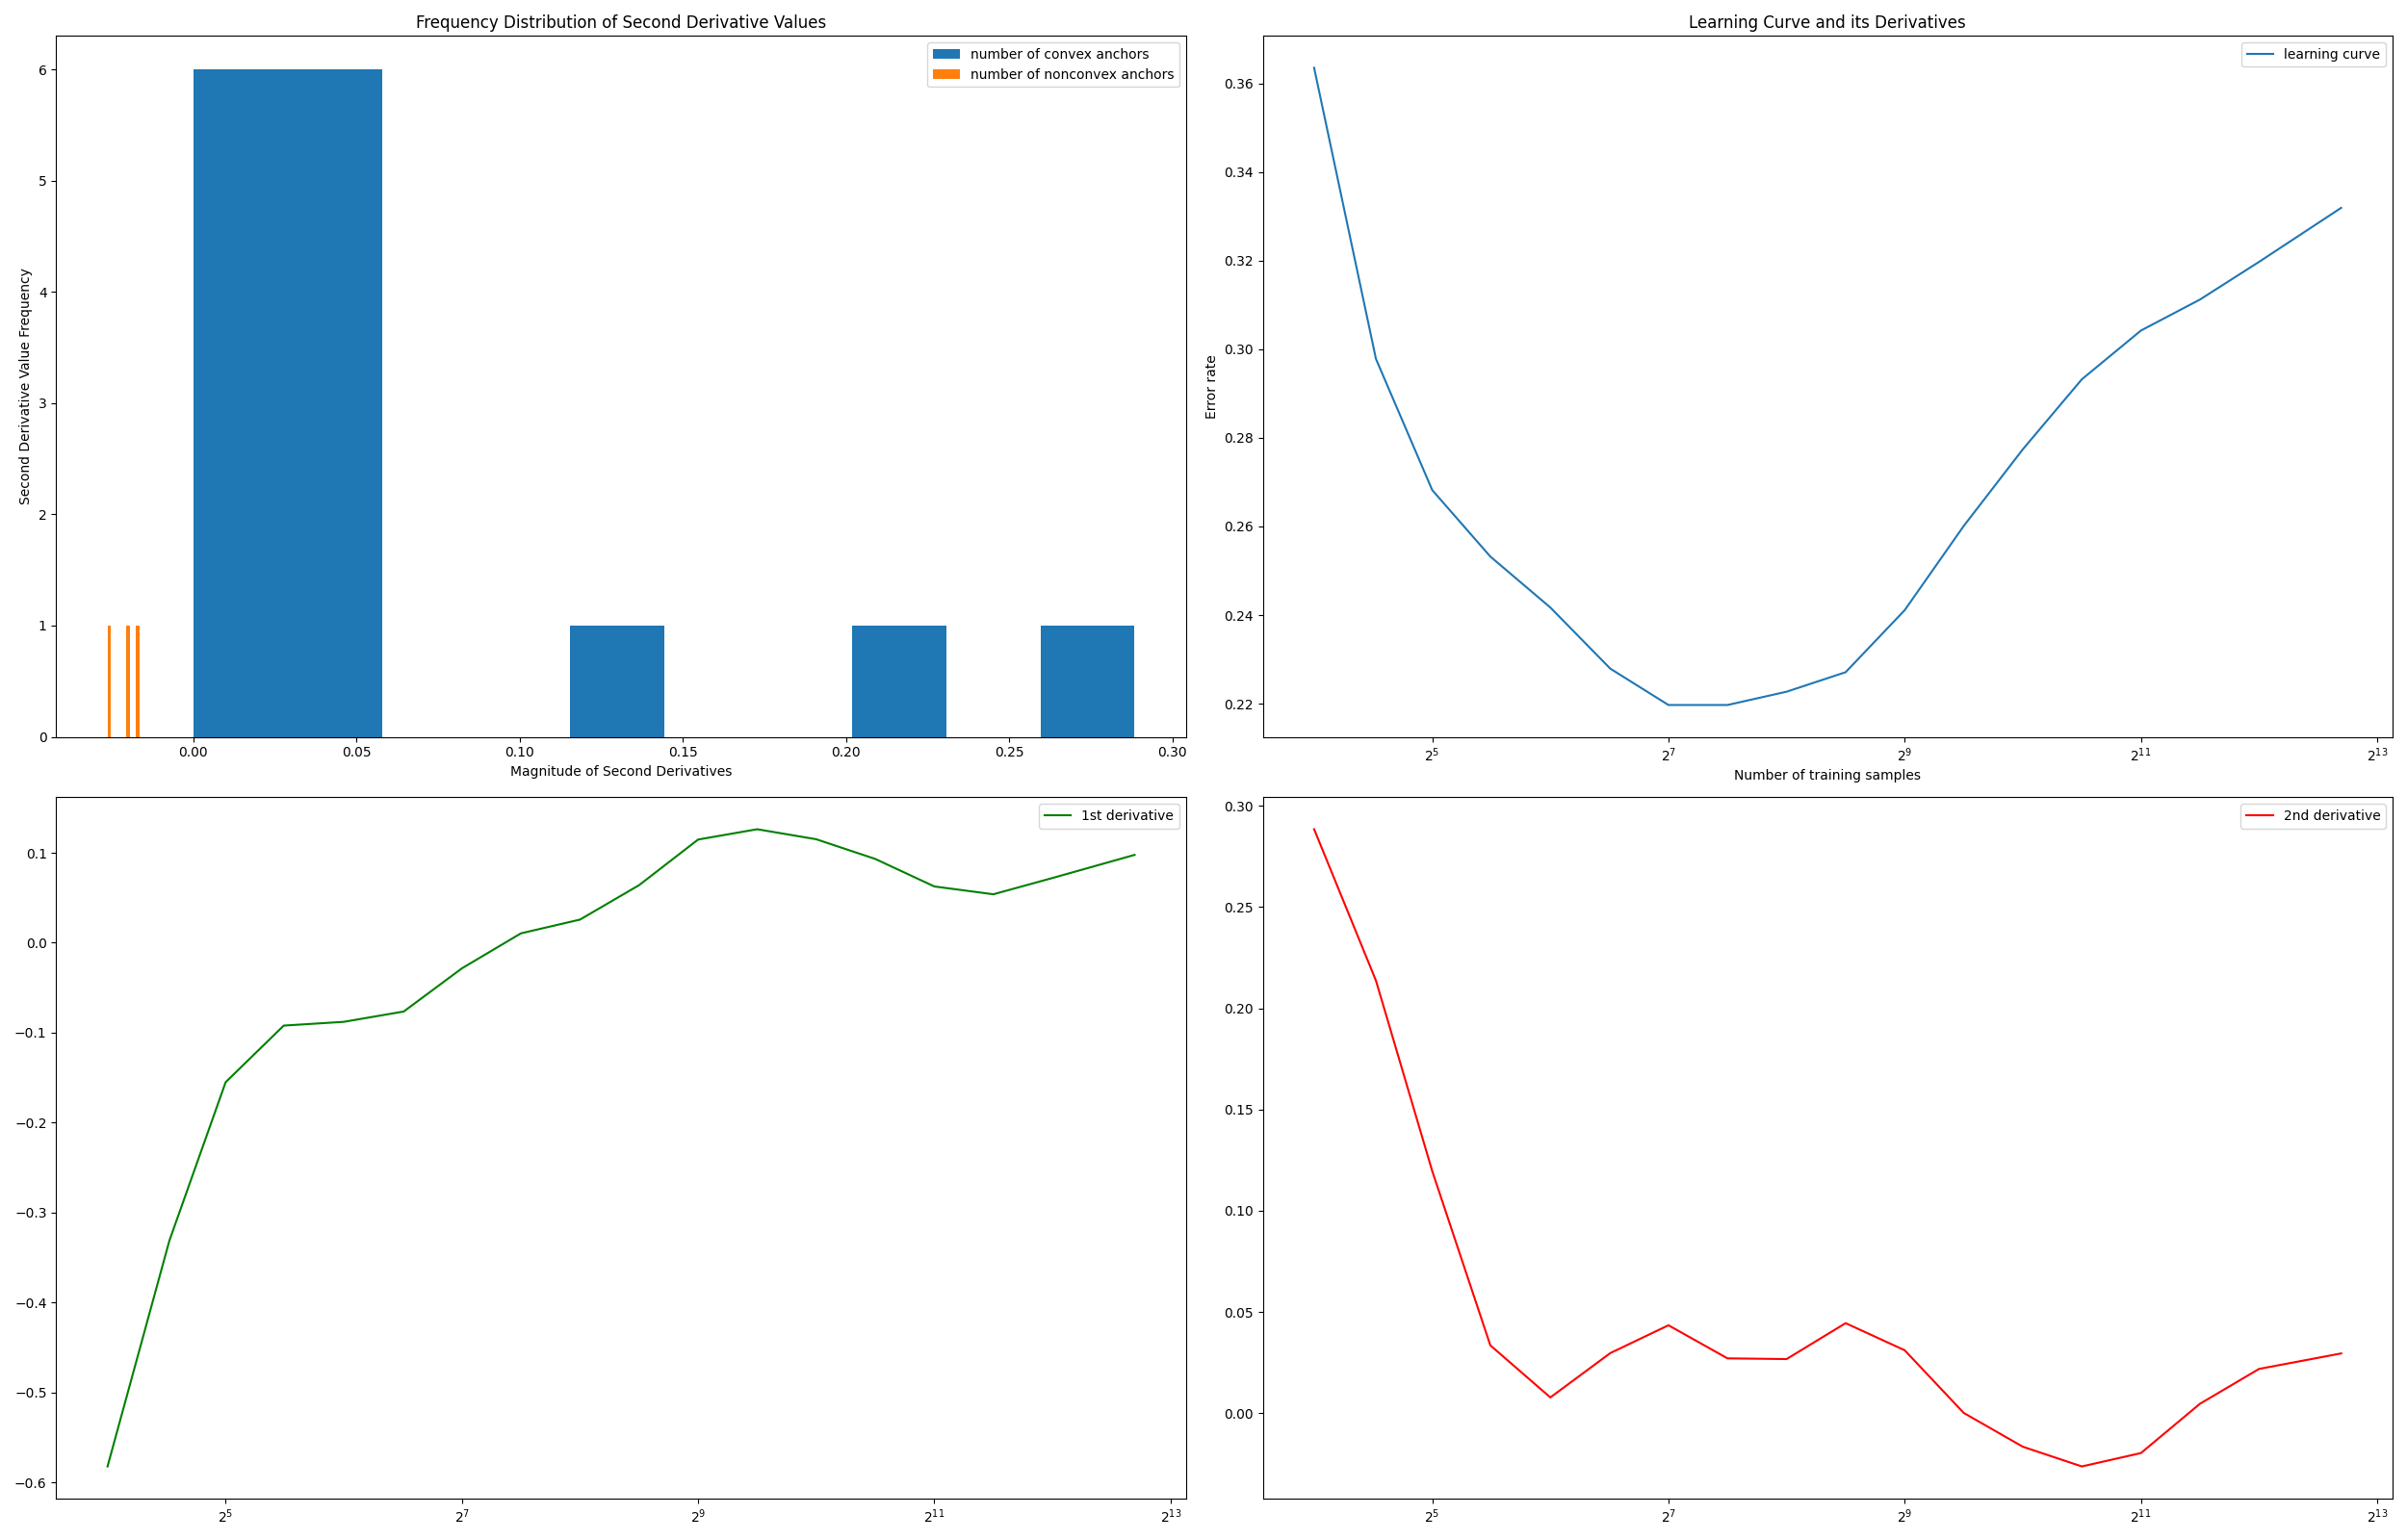 Frequency Distribution of Second Derivative Values
number of convex anchors
number of nonconvex anchors
Second Derivative Value Frequency
6
5
4
3
2
1
0
0.00 0.05 0.10 0.15 0.20 0.25 0.30
Magnitude of Second Derivatives
Learning Curve and its Derivatives
learning curve
Error rate
0.36
0.34
0.32
0.30
0.28
0.26
0.24
0.22
2^5 2^7 2^9 2^11 2^13
Number of training samples
1st derivative
0.1
0.0
−0.1
−0.2
−0.3
−0.4
−0.5
−0.6
2^5 2^7 2^9 2^11 2^13
2nd derivative
0.30
0.25
0.20
0.15
0.10
0.05
0.00
2^5 2^7 2^9 2^11 2^13